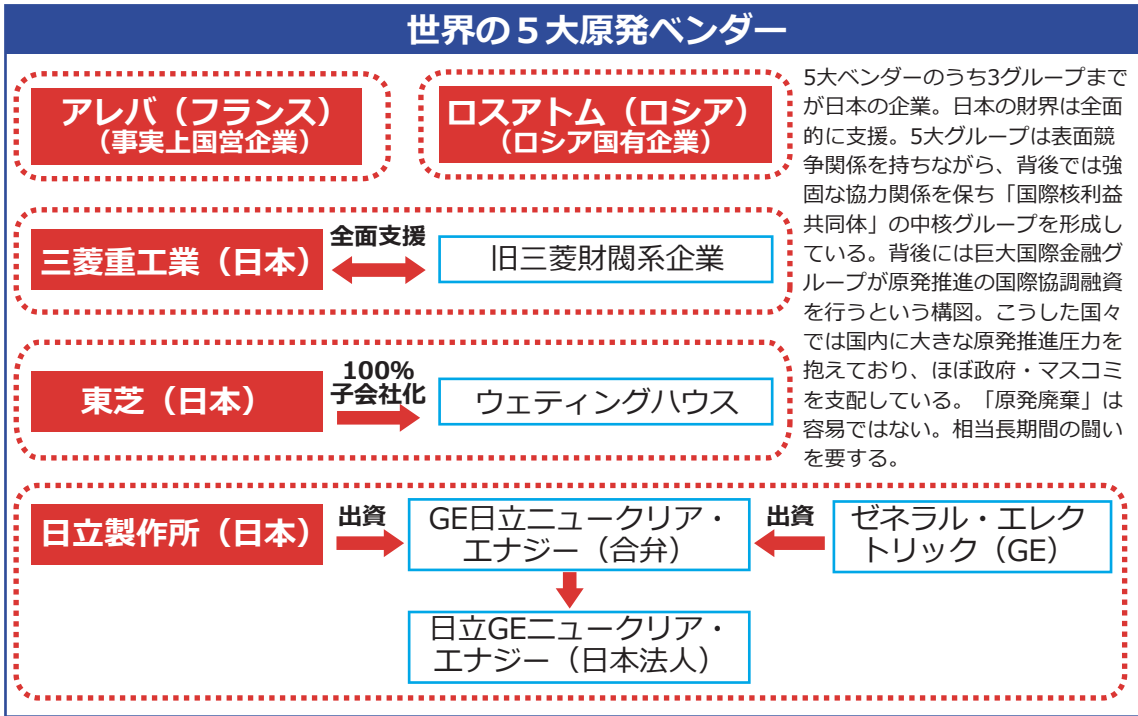 世界の５大原発ベンダー
アレバ（フランス）
（事実上国営企業）
ロスアトム（ロシア）
（ロシア国有企業）
5大ベンダーのうち3グループまで
が日本の企業。日本の財界は全面
的に支援。5大グループは表面競
争関係を持ちながら、背後では強
固な協力関係を保ち「国際核利益
共同体」の中核グループを形成し
ている。背後には巨大国際金融グ
ループが原発推進の国際協調融資
を行うという構図。こうした国々
では国内に大きな原発推進圧力を
抱えており、ほぼ政府・マスコミ
を支配している。「原発廃棄」は
容易ではない。相当長期間の闘い
を要する。
三菱重工業（日本）
全面支援
旧三菱財閥系企業
東芝（日本）
100%
子会社化
ウェティングハウス
日立製作所（日本）
出資
GE日立ニュークリア・
エナジー（合弁）
出資
ゼネラル・エレク
トリック（GE）
日立GEニュークリア・
エナジー（日本法人）